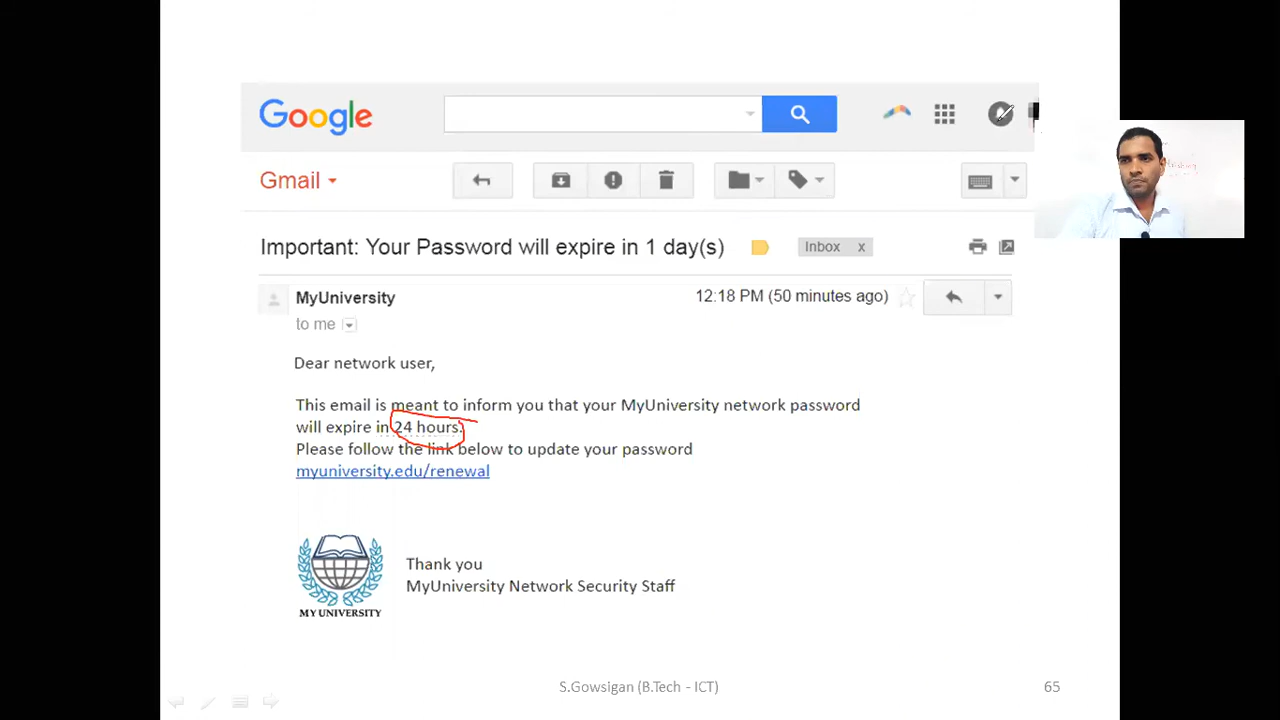 Google
Gmail
Important: Your Password will expire in 1 day(s)
Inbox x
MyUniversity
12:18 PM (50 minutes ago)
to me
Dear network user,
This email is meant to inform you that your MyUniversity network password
will expire in 24 hours.
Please follow the link below to update your password
myuniversity.edu/renewal
MY UNIVERSITY
Thank you
MyUniversity Network Security Staff
S.Gowsigan (B.Tech - ICT)
65